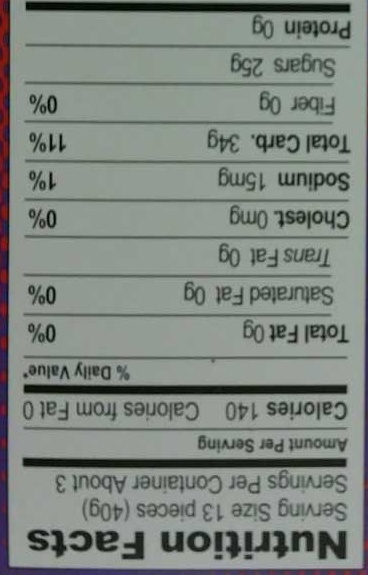 Nutrition Facts
Serving Size 13 pieces (40g)
Servings Per Container About 3
Amount Per Serving
Calories 140 Calories from Fat 0
% Daily Value*
Total Fat 0g 0%
Saturated Fat 0g 0%
Trans Fat 0g
Cholest. 0mg 0%
Sodium 15mg 1%
Total Carb. 34g 11%
Fiber 0g 0%
Sugars 25g
Protein 0g